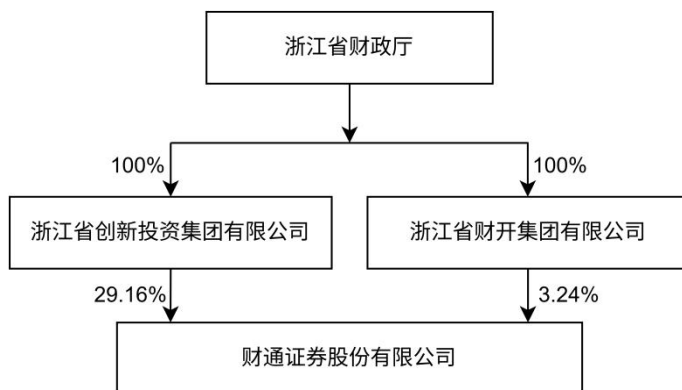 浙江省财政厅
100%
100%
浙江省创新投资集团有限公司
浙江省财开集团有限公司
29.16%
3.24%
财通证券股份有限公司